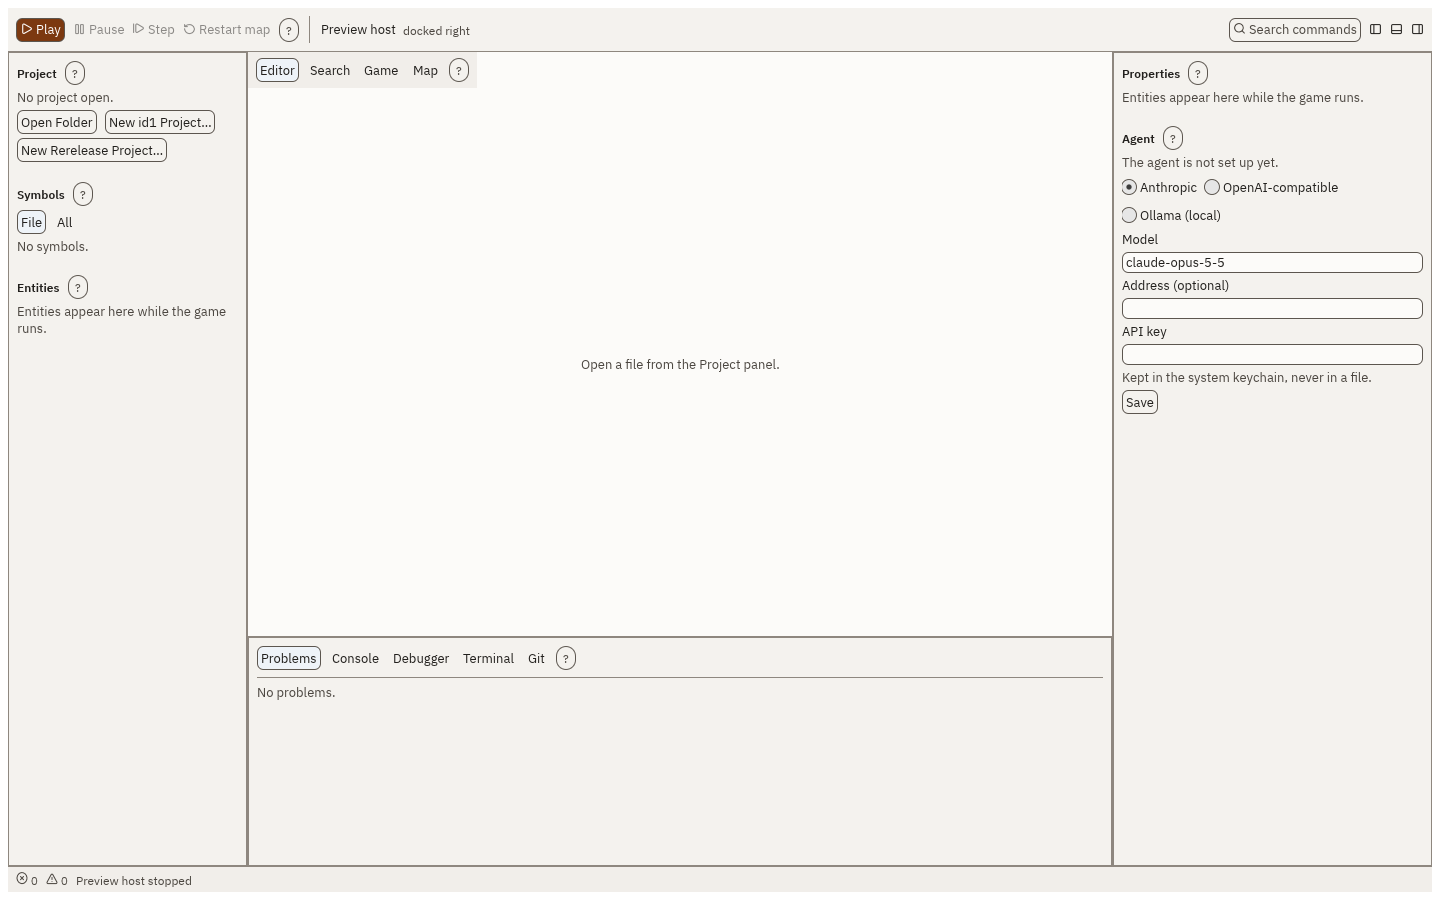 Play Pause Step Restart map ? Preview host docked right Search commands
Project ?
No project open.
Open Folder New id1 Project...
New Rerelease Project...
Symbols ?
File All
No symbols.
Entities ?
Entities appear here while the game
runs.
Editor Search Game Map ?
Open a file from the Project panel.
Problems Console Debugger Terminal Git ?
No problems.
Properties ?
Entities appear here while the game runs.
Agent ?
The agent is not set up yet.
Anthropic OpenAI-compatible
Ollama (local)
Model
claude-opus-5-5
Address (optional)
API key
Kept in the system keychain, never in a file.
Save
0 0 Preview host stopped